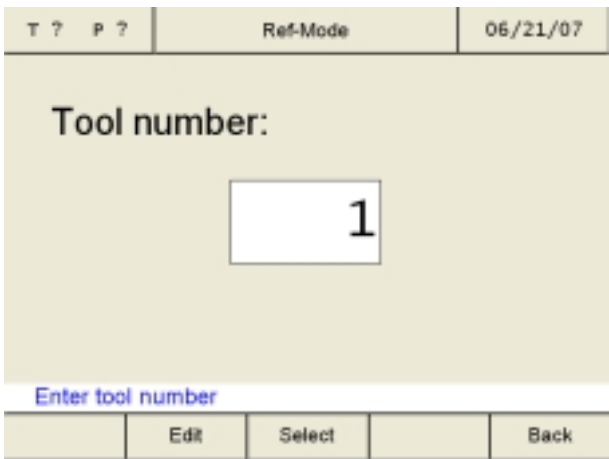 T ? P ? Ref-Mode 06/21/07
Tool number:
1
Enter tool number
Edit Select Back